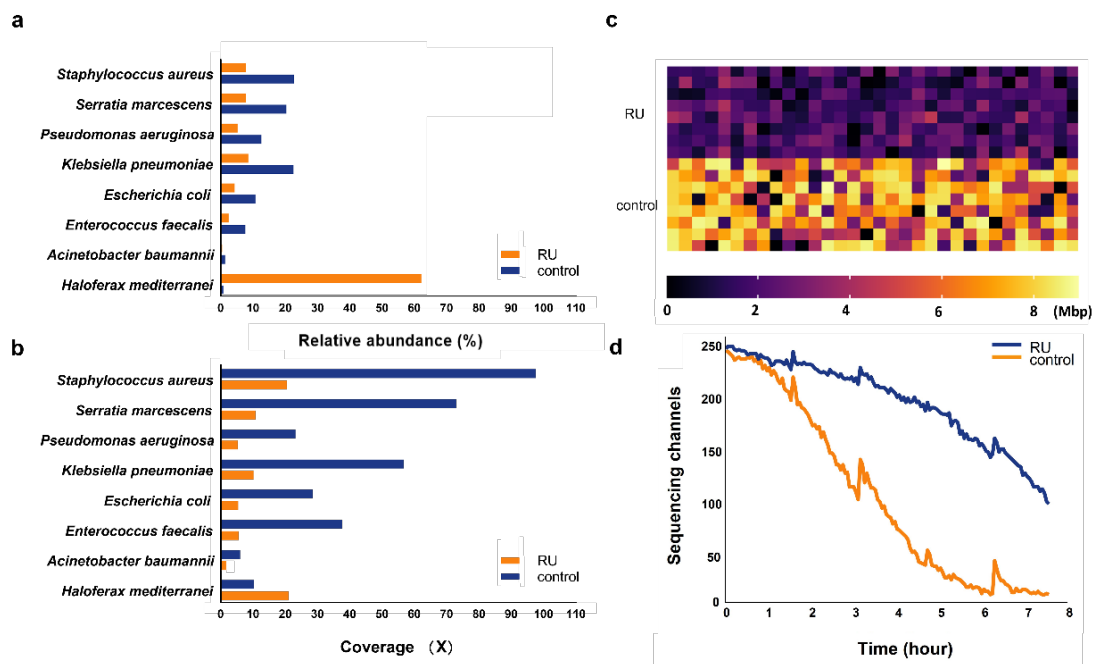 a
Staphylococcus aureus
Serratia marcescens
Pseudomonas aeruginosa
Klebsiella pneumoniae
Escherichia coli
Enterococcus faecalis
Acinetobacter baumannii
Haloferax mediterranei
RU
control
0 10 20 30 40 50 60 70 80 90 100 110
Relative abundance (%)
b
Staphylococcus aureus
Serratia marcescens
Pseudomonas aeruginosa
Klebsiella pneumoniae
Escherichia coli
Enterococcus faecalis
Acinetobacter baumannii
Haloferax mediterranei
RU
control
0 10 20 30 40 50 60 70 80 90 100 110
Coverage (X)
c
RU
control
0 2 4 6 8 (Mbp)
d
RU
control
250
200
150
100
50
0
Sequencing channels
0 1 2 3 4 5 6 7 8
Time (hour)